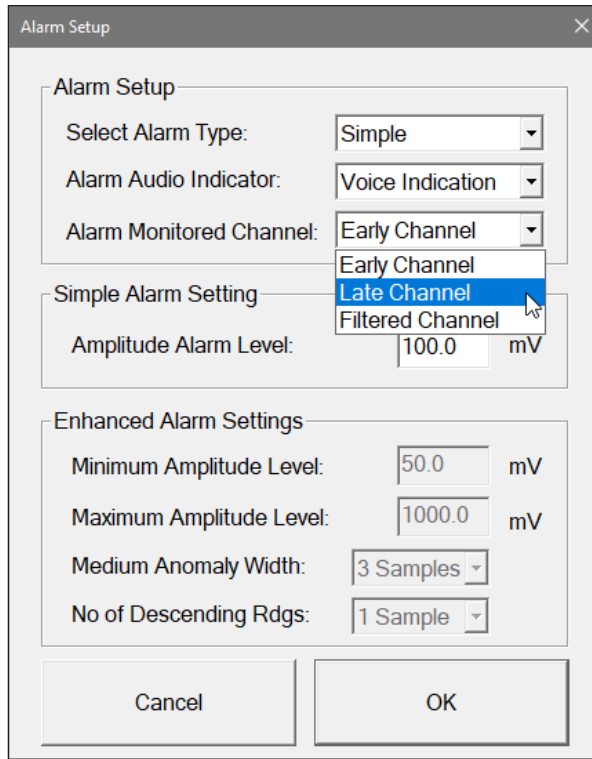 Alarm Setup
Alarm Setup
Select Alarm Type: Simple
Alarm Audio Indicator: Voice Indication
Alarm Monitored Channel: Early Channel
Early Channel
Late Channel
Filtered Channel
Simple Alarm Setting
Amplitude Alarm Level: 100.0 mV
Enhanced Alarm Settings
Minimum Amplitude Level: 50.0 mV
Maximum Amplitude Level: 1000.0 mV
Medium Anomaly Width: 3 Samples
No of Descending Rdgs: 1 Sample
Cancel OK